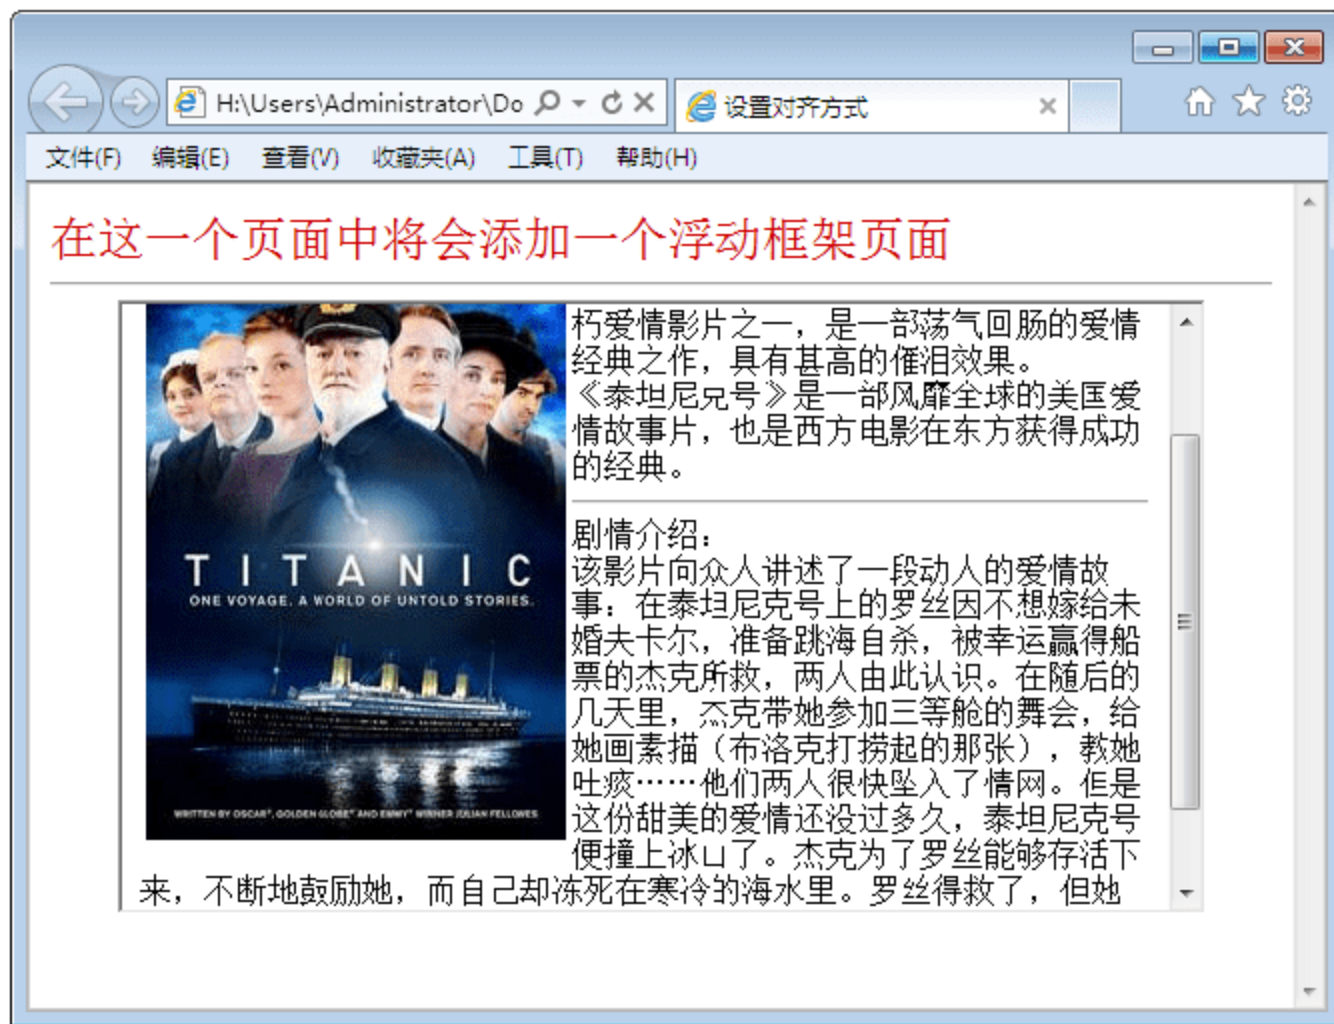 H:\Users\Administrator\Do
设置对齐方式
文件(F) 编辑(E) 查看(V) 收藏夹(A) 工具(T) 帮助(H)
在这一个页面中将会添加一个浮动框架页面
朽爱情影片之一，是一部荡气回肠的爱情
经典之作，具有甚高的催泪效果。
《泰坦尼克号》是一部风靡全球的美国爱
情故事片，也是西方电影在东方获得成功
的经典。
剧情介绍：
该影片向众人讲述了一段动人的爱情故
事：在泰坦尼克号上的罗丝因不想嫁给未
婚夫卡尔，准备跳海自杀，被幸运赢得船
票的杰克所救，两人由此认识。在随后的
几天里，杰克带她参加三等舱的舞会，给
她画素描（布洛克打捞起的那张），教她
吐痰……他们两人很快坠入了情网。但是
这份甜美的爱情还没过多久，泰坦尼克号
便撞上冰山了。杰克为了罗丝能够存活下
来，不断地鼓励她，而自己却冻死在寒冷的海水里。罗丝得救了，但她
TITANIC
ONE VOYAGE. A WORLD OF UNTOLD STORIES.
WRITTEN BY OSCAR®, GOLDEN GLOBE® AND EMMY® WINNER JULIAN FELLOWES